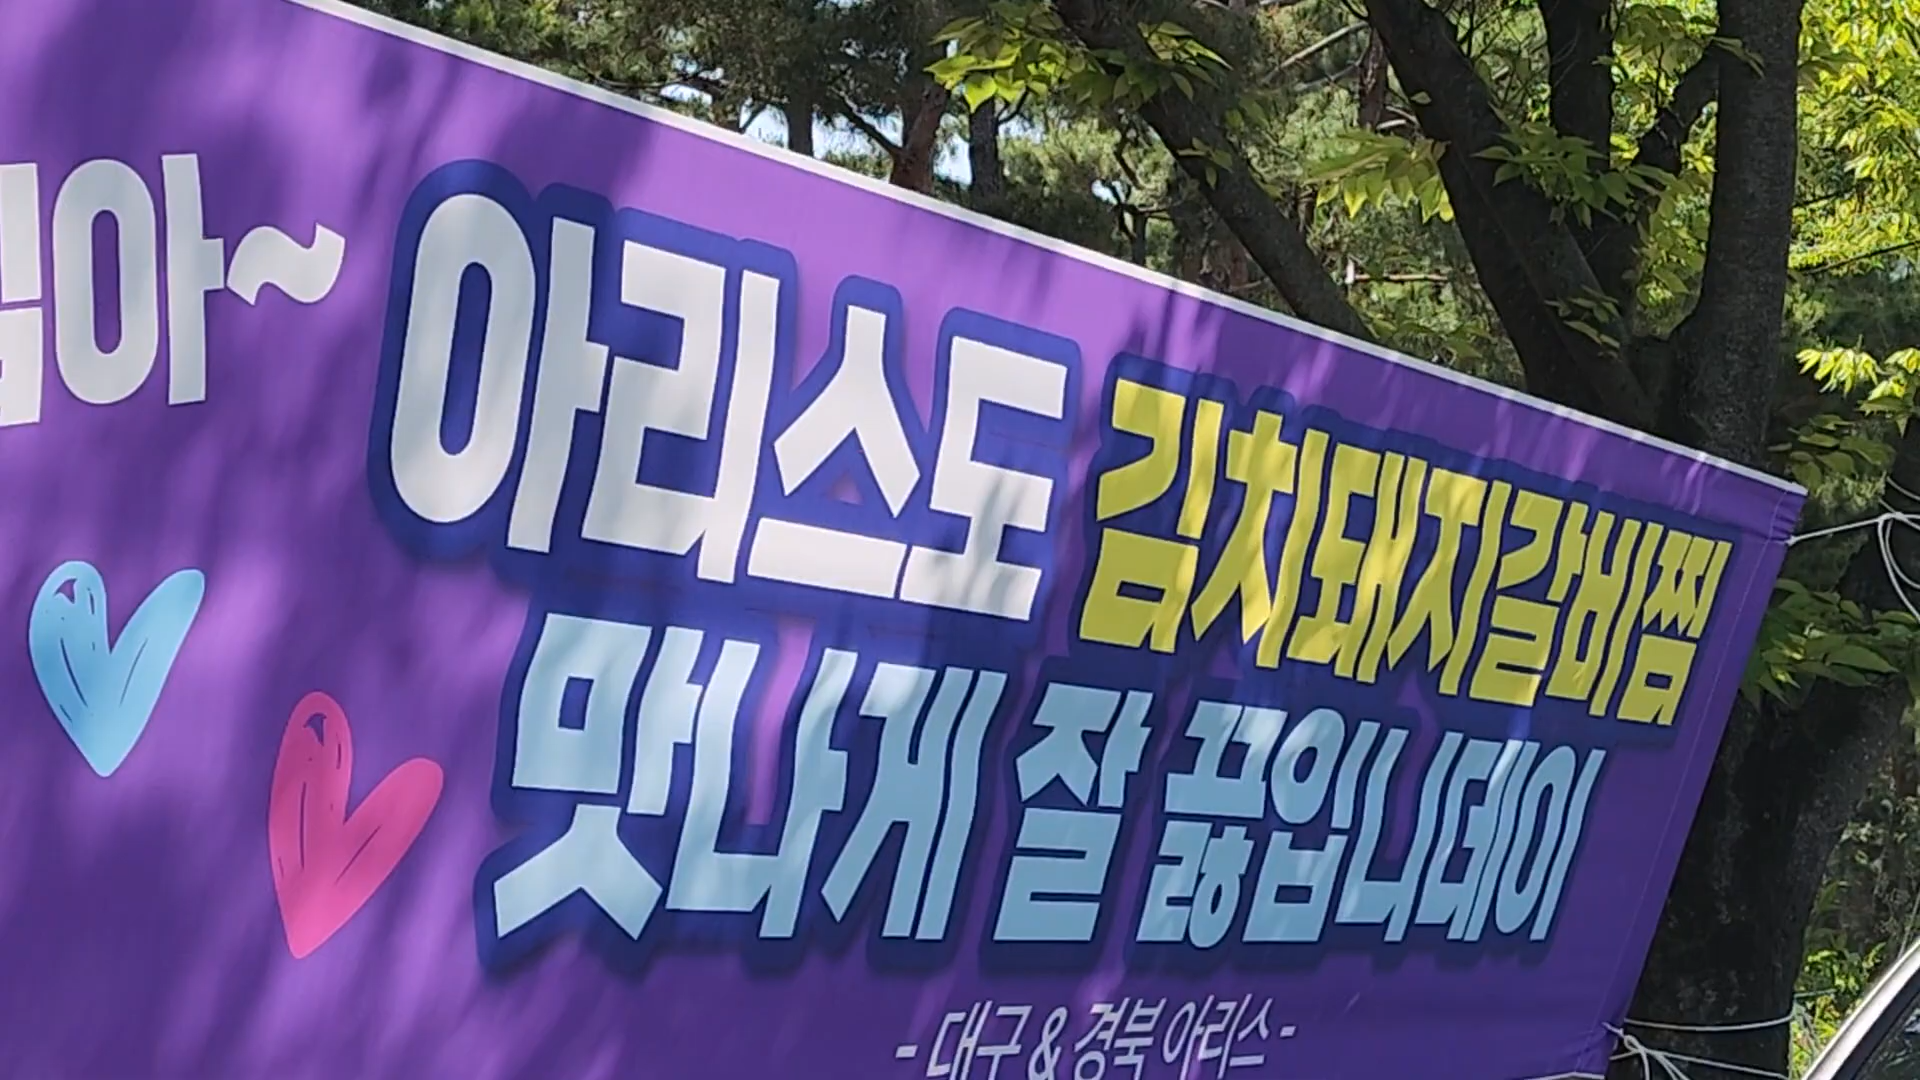 아~
아리스도 김치돼지갈비찜
맛나게 잘 끓입니데이
- 대구 & 경북 아리스 -